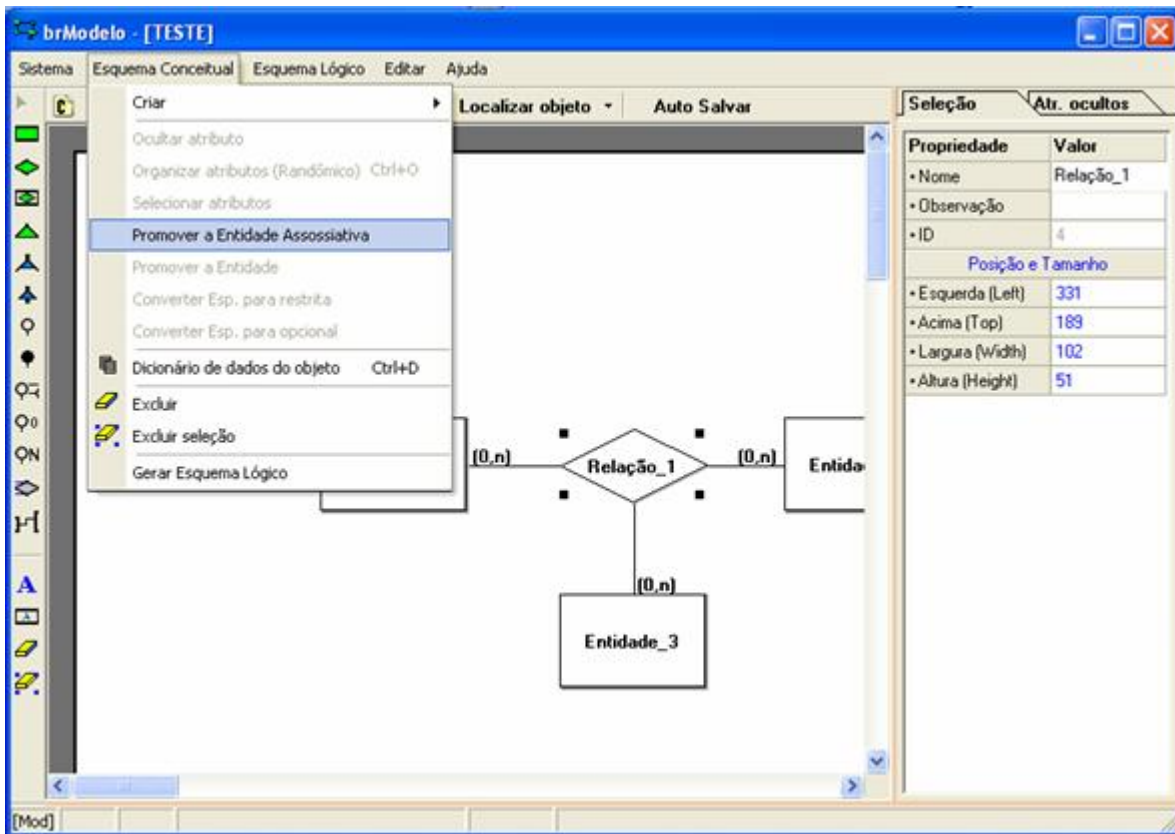 brModelo - [TESTE]
Sistema Esquema Conceitual Esquema Lógico Editar Ajuda
Localizar objeto Auto Salvar
Criar
Ocultar atributo
Organizar atributos (Randômico) Ctrl+O
Selecionar atributos
Promover a Entidade Assossiativa
Promover a Entidade
Converter Esp. para restrita
Converter Esp. para opcional
Dicionário de dados do objeto Ctrl+D
Excluir
Excluir seleção
Gerar Esquema Lógico
(0,n) Relação_1 (0,n) Entida
(0,n)
Entidade_3
Seleção Atr. ocultos
Propriedade Valor
• Nome Relação_1
• Observação
• ID 4
Posição e Tamanho
• Esquerda (Left) 331
• Acima (Top) 189
• Largura (Width) 102
• Altura (Height) 51
[Mod]